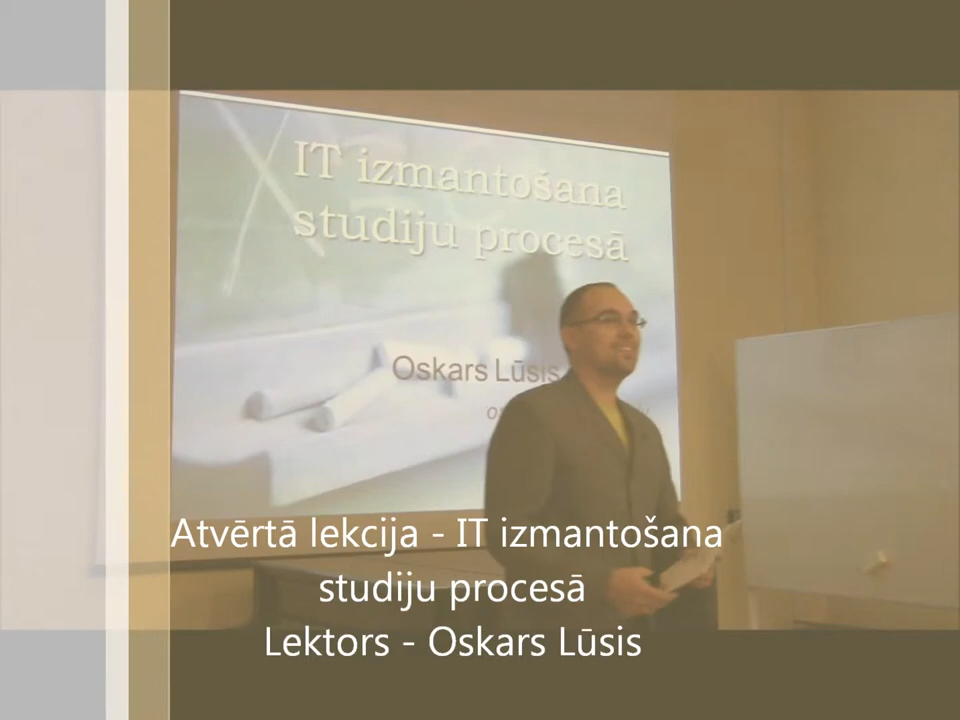 IT izmantošana
studiju procesā
Oskars Lūsis
Atvērtā lekcija - IT izmantošana
studiju procesā
Lektors - Oskars Lūsis